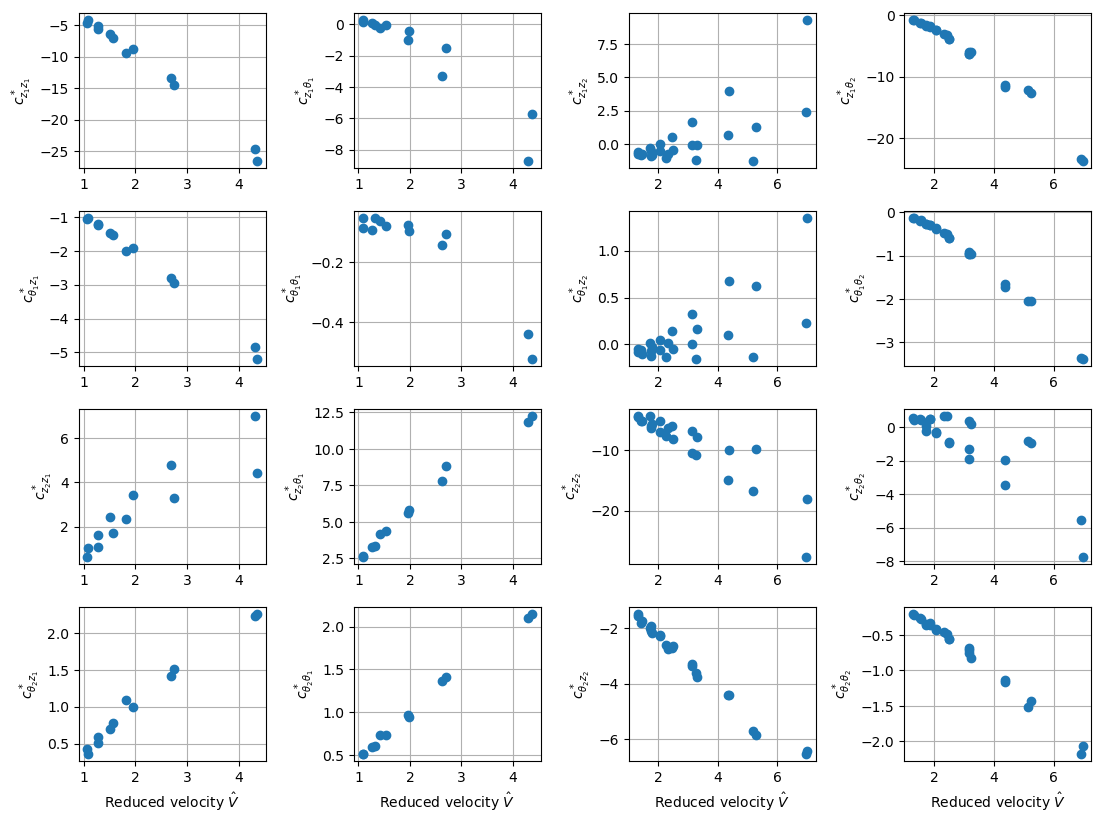 c*z₁z₁ −5 −10 −15 −20 −25 1 2 3 4
c*z₁θ₁ 0 −2 −4 −6 −8 1 2 3 4
c*z₁z₂ 7.5 5.0 2.5 0.0 2 4 6
c*z₁θ₂ 0 −10 −20 2 4 6
c*θ₁z₁ −1 −2 −3 −4 −5 1 2 3 4
c*θ₁θ₁ −0.2 −0.4 1 2 3 4
c*θ₁z₂ 1.0 0.5 0.0 2 4 6
c*θ₁θ₂ 0 −1 −2 −3 2 4 6
c*z₂z₁ 6 4 2 1 2 3 4
c*z₂θ₁ 12.5 10.0 7.5 5.0 2.5 1 2 3 4
c*z₂z₂ −10 −20 2 4 6
c*z₂θ₂ 0 −2 −4 −6 −8 2 4 6
c*θ₂z₁ 2.0 1.5 1.0 0.5 1 2 3 4
Reduced velocity V̂
c*θ₂θ₁ 2.0 1.5 1.0 0.5 1 2 3 4
Reduced velocity V̂
c*θ₂z₂ −2 −4 −6 2 4 6
Reduced velocity V̂
c*θ₂θ₂ −0.5 −1.0 −1.5 −2.0 2 4 6
Reduced velocity V̂